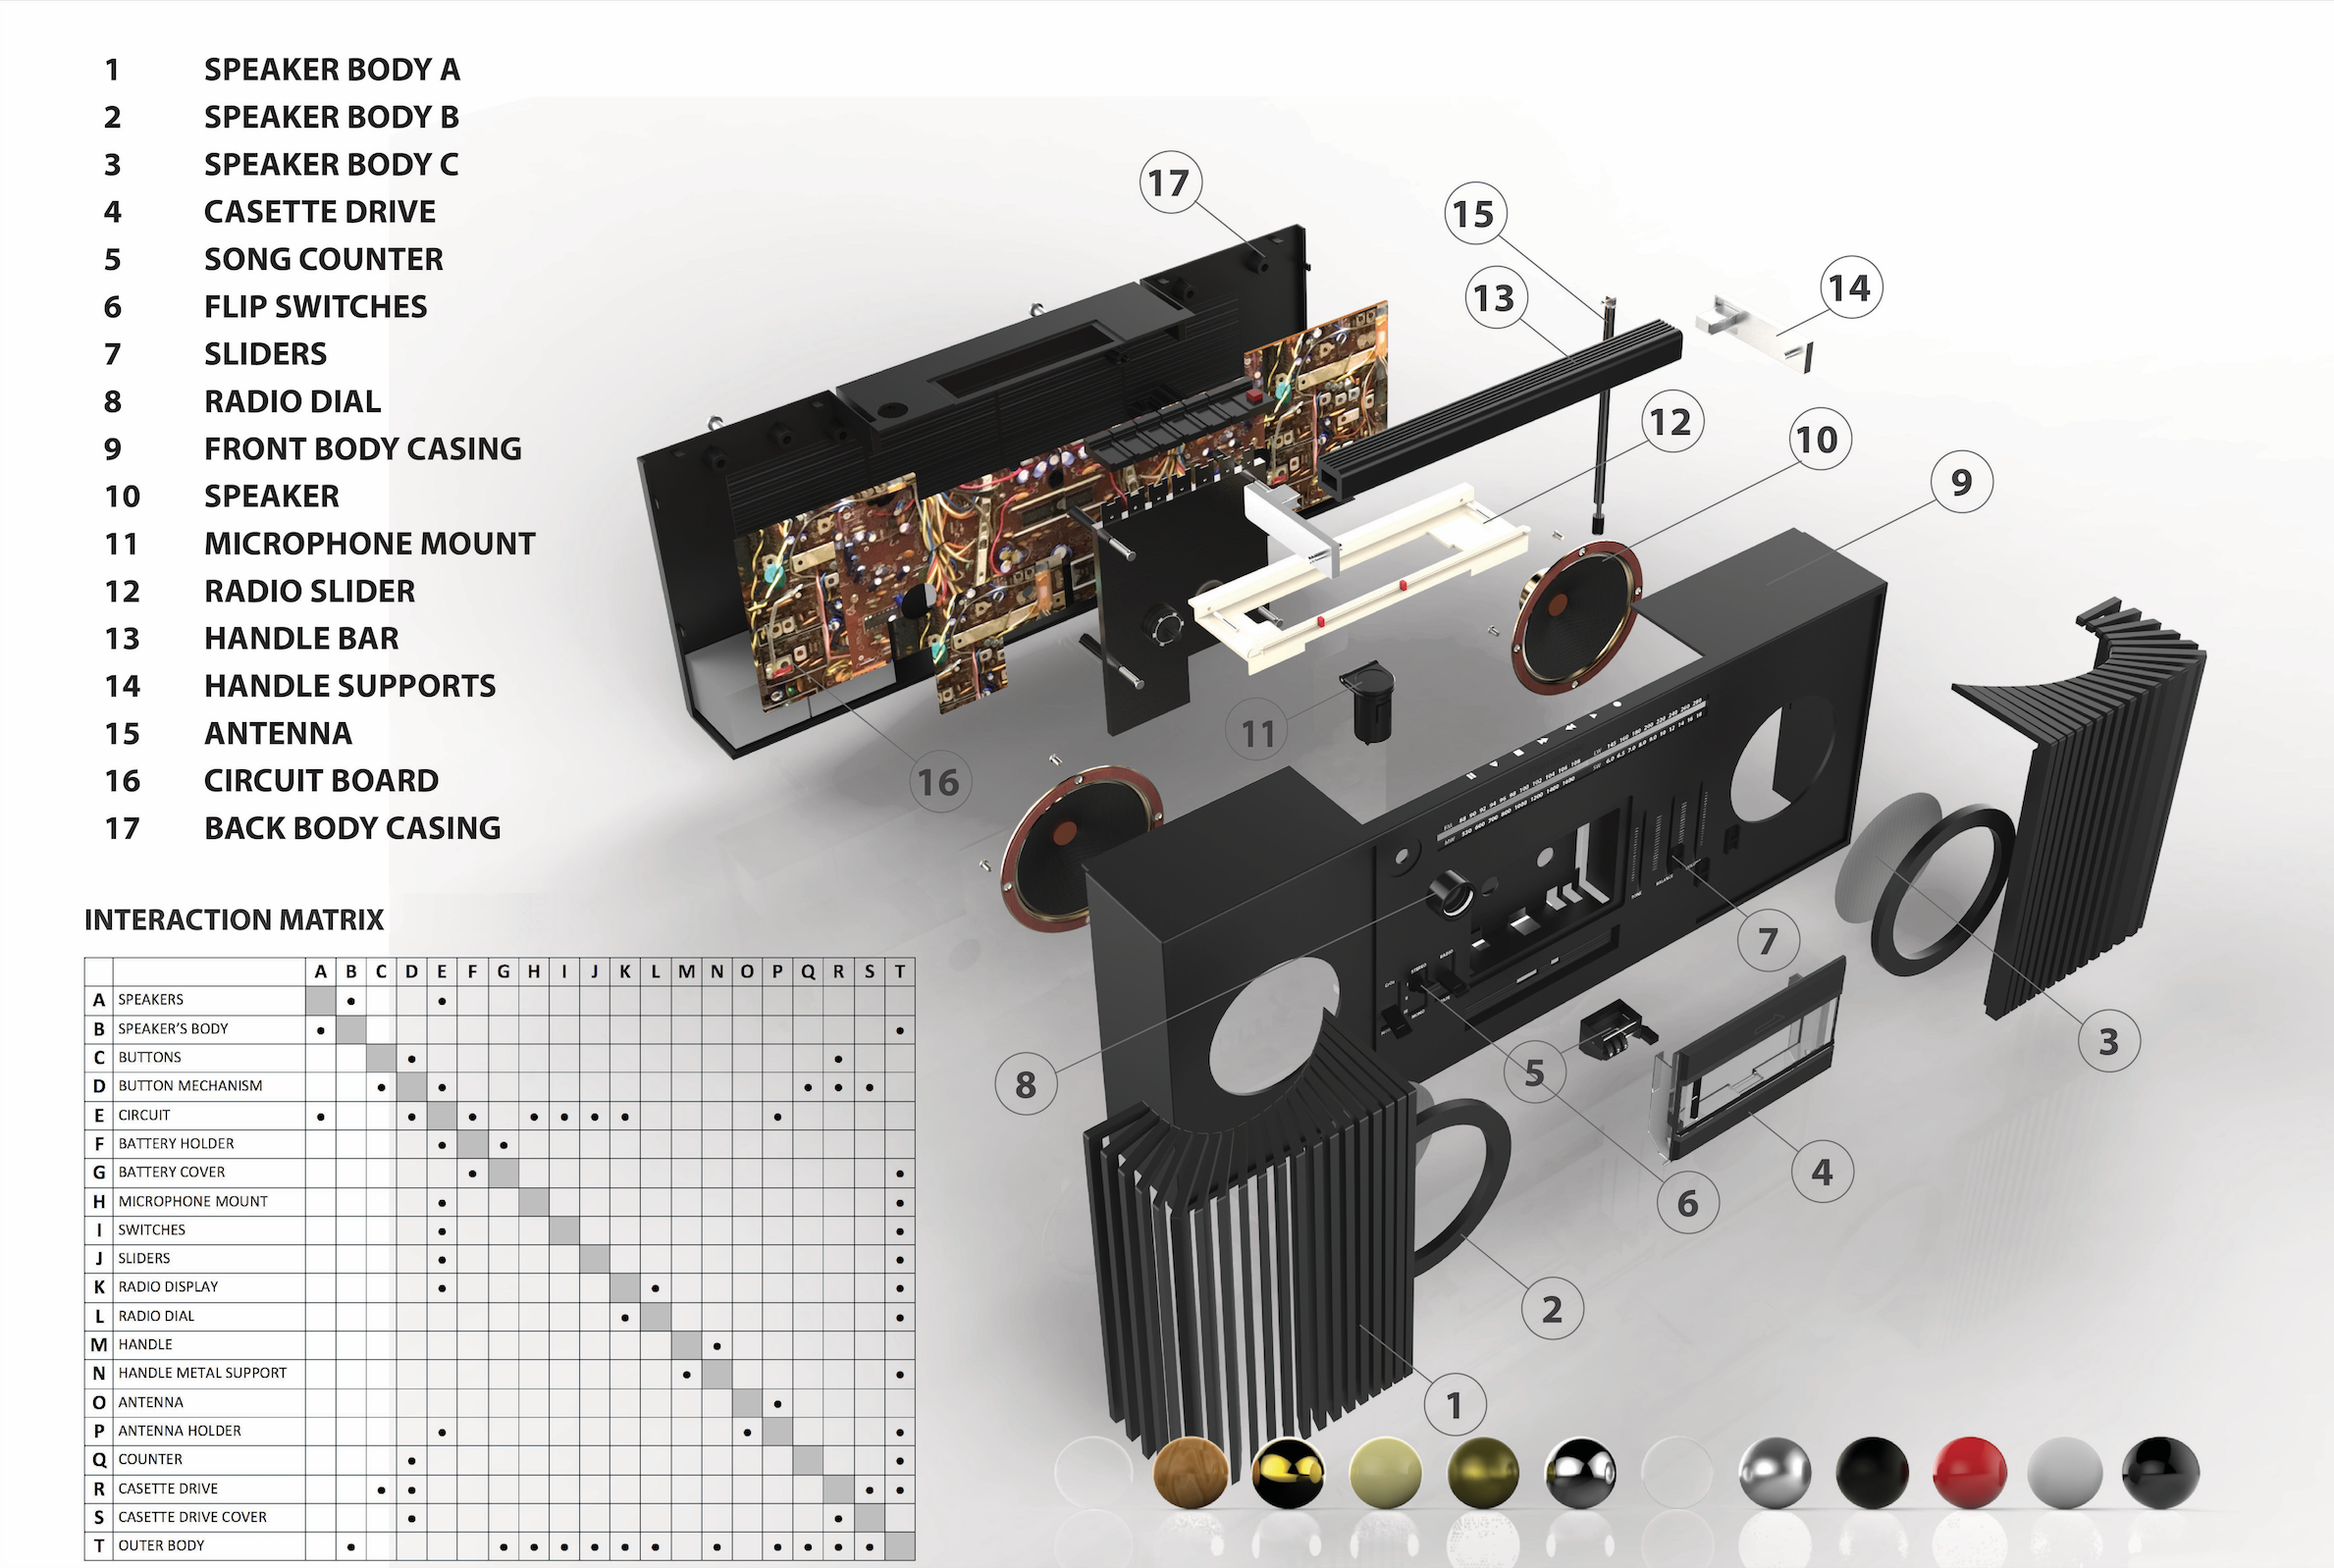 1 SPEAKER BODY A
2 SPEAKER BODY B
3 SPEAKER BODY C
4 CASETTE DRIVE
5 SONG COUNTER
6 FLIP SWITCHES
7 SLIDERS
8 RADIO DIAL
9 FRONT BODY CASING
10 SPEAKER
11 MICROPHONE MOUNT
12 RADIO SLIDER
13 HANDLE BAR
14 HANDLE SUPPORTS
15 ANTENNA
16 CIRCUIT BOARD
17 BACK BODY CASING
17
15
14
13
12
10
9
11
16
7
8
5
3
4
6
2
1
INTERACTION MATRIX
A B C D E F G H I J K L M N O P Q R S T
A SPEAKERS
B SPEAKER'S BODY
C BUTTONS
D BUTTON MECHANISM
E CIRCUIT
F BATTERY HOLDER
G BATTERY COVER
H MICROPHONE MOUNT
I SWITCHES
J SLIDERS
K RADIO DISPLAY
L RADIO DIAL
M HANDLE
N HANDLE METAL SUPPORT
O ANTENNA
P ANTENNA HOLDER
Q COUNTER
R CASETTE DRIVE
S CASETTE DRIVE COVER
T OUTER BODY